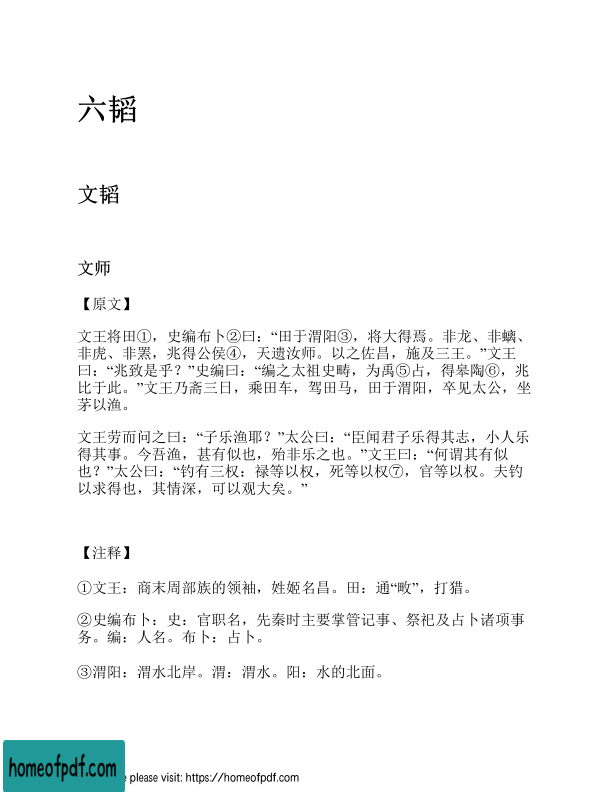 六韬
文韬
文师
【原文】
文王将田①，史编布卜②曰：“田于渭阳③，将大得焉。非龙、非螭、
非虎、非罴，兆得公侯④，天遗汝师。以之佐昌，施及三王。”文王
曰：“兆致是乎？”史编曰：“编之太祖史畴，为禹⑤占，得皋陶⑥，兆
比于此。”文王乃斋三日，乘田车，驾田马，田于渭阳，卒见太公，坐
茅以渔。
文王劳而问之曰：“子乐渔耶？”太公曰：“臣闻君子乐得其志，小人乐
得其事。今吾渔，甚有似也，殆非乐之也。”文王曰：“何谓其有似
也？”太公曰：“钓有三权：禄等以权，死等以权⑦，官等以权。夫钓
以求得也，其情深，可以观大矣。”
【注释】
①文王：商末周部族的领袖，姓姬名昌。田：通“畋”，打猎。
②史编布卜：史：官职名，先秦时主要掌管记事、祭祀及占卜诸项事
务。编：人名。布卜：占卜。
③渭阳：渭水北岸。渭：渭水。阳：水的北面。
homeofpdf.com
e please visit: https://homeofpdf.com